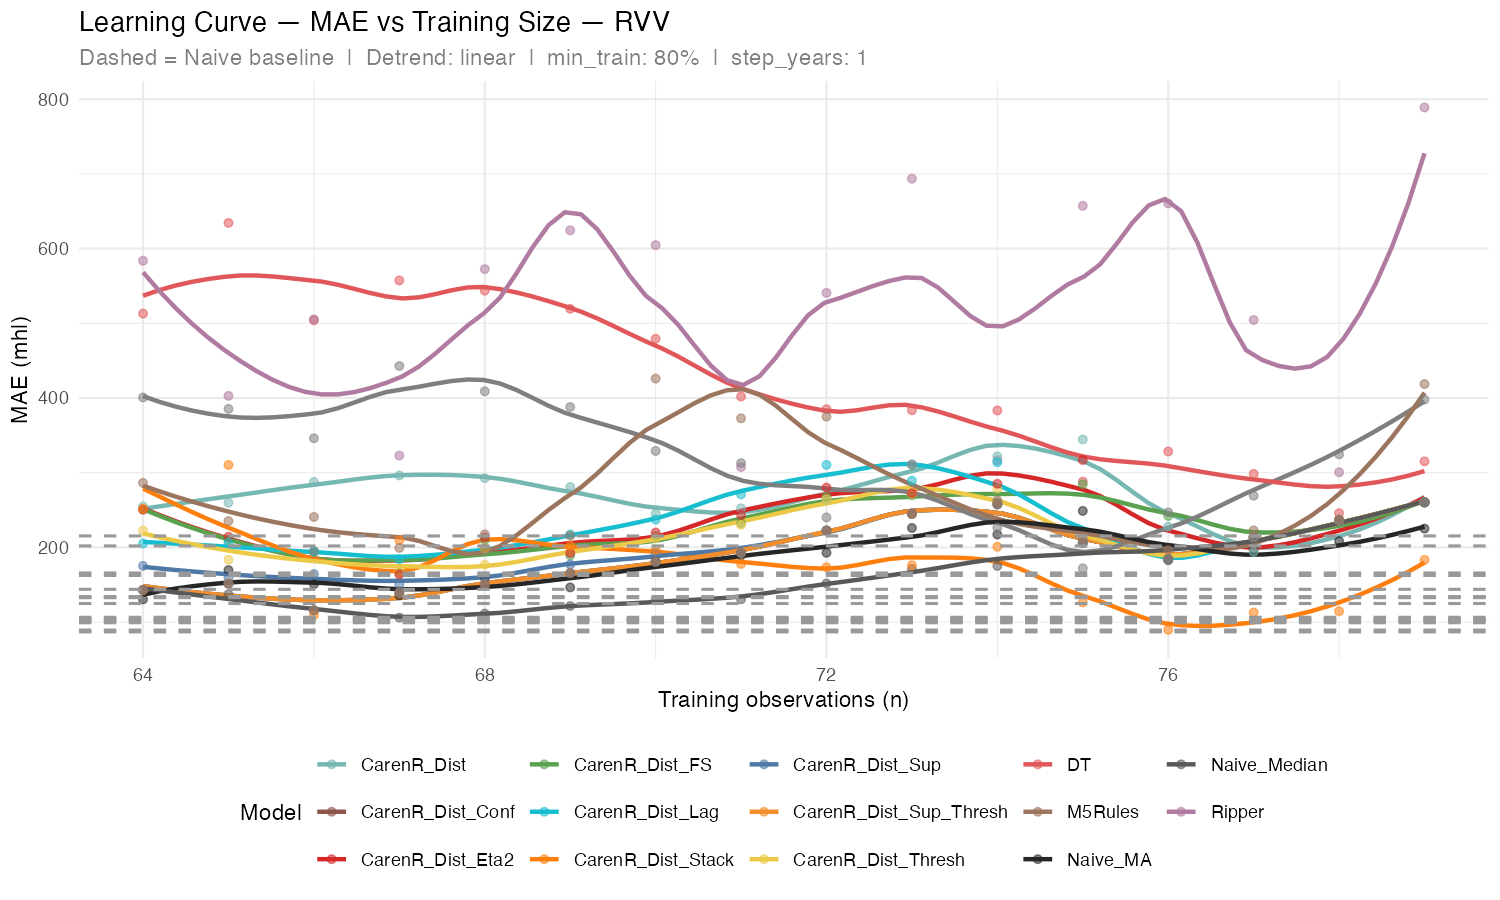 Learning Curve — MAE vs Training Size — RVV
Dashed = Naive baseline | Detrend: linear | min_train: 80% | step_years: 1
MAE (mhl)
800
600
400
200
64 68 72 76
Training observations (n)
Model
CarenR_Dist CarenR_Dist_FS CarenR_Dist_Sup DT Naive_Median
CarenR_Dist_Conf CarenR_Dist_Lag CarenR_Dist_Sup_Thresh M5Rules Ripper
CarenR_Dist_Eta2 CarenR_Dist_Stack CarenR_Dist_Thresh Naive_MA